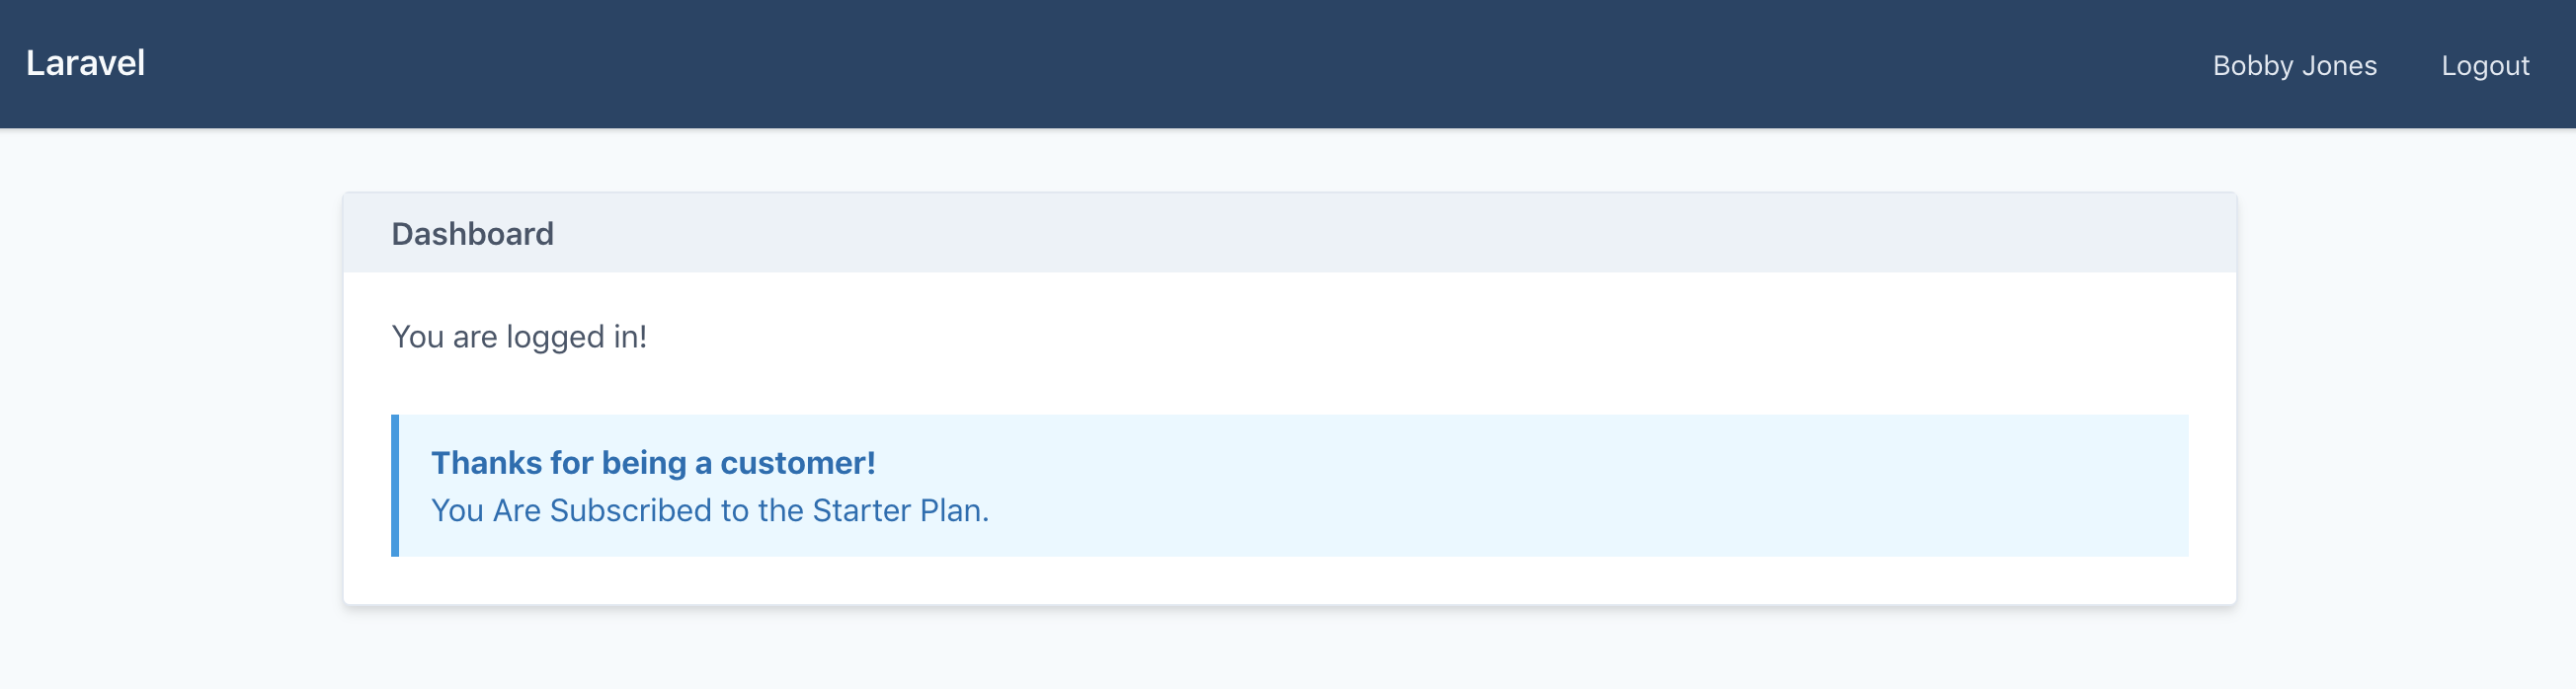 Laravel
Bobby Jones
Logout
Dashboard
You are logged in!
Thanks for being a customer!
You Are Subscribed to the Starter Plan.